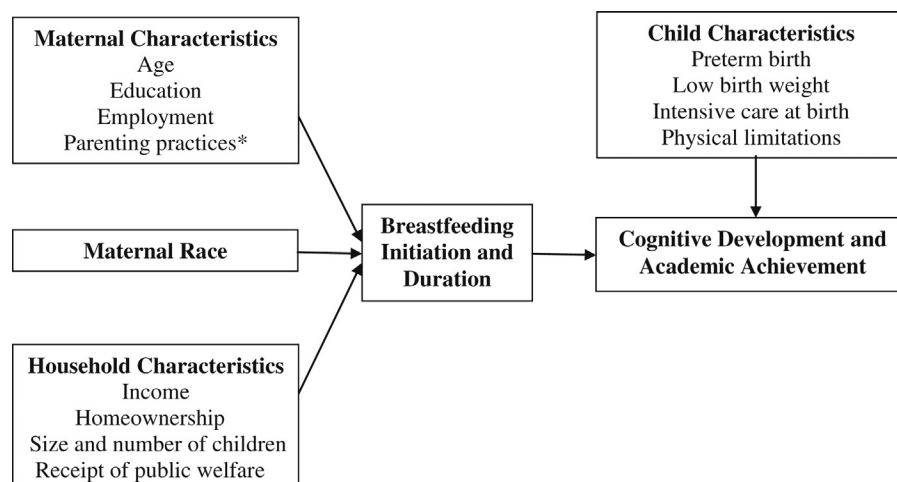 Maternal Characteristics
Age
Education
Employment
Parenting practices*
Maternal Race
Household Characteristics
Income
Homeownership
Size and number of children
Receipt of public welfare
Breastfeeding
Initiation and
Duration
Child Characteristics
Preterm birth
Low birth weight
Intensive care at birth
Physical limitations
Cognitive Development and
Academic Achievement